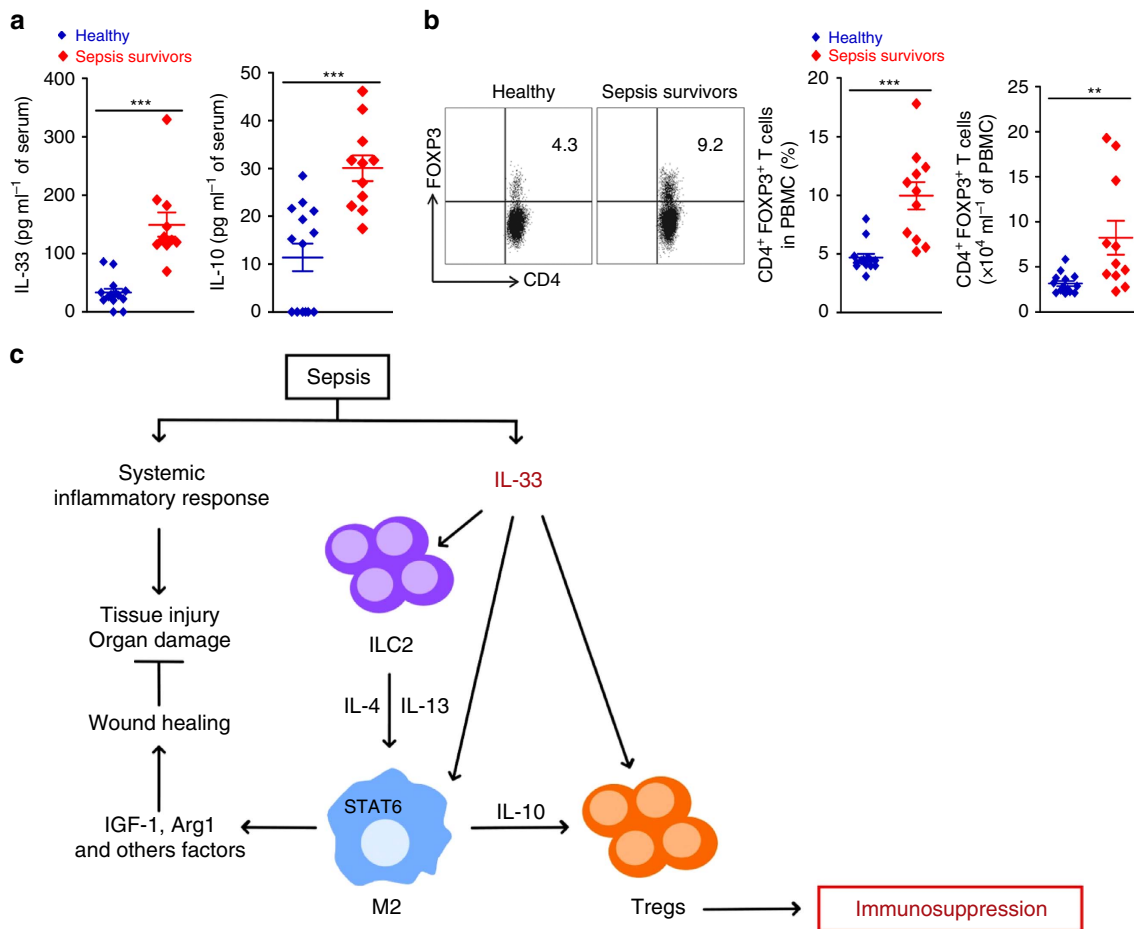 a
Healthy
Sepsis survivors
IL-33 (pg ml⁻¹ of serum)
400
300
200
100
0
***
IL-10 (pg ml⁻¹ of serum)
50
40
30
20
10
0
***
b
Healthy
Sepsis survivors
FOXP3
4.3
9.2
CD4
Healthy
Sepsis survivors
CD4⁺ FOXP3⁺ T cells
in PBMC (%)
20
15
10
5
0
***
CD4⁺ FOXP3⁺ T cells
(×10⁴ ml⁻¹ of PBMC)
25
20
15
10
5
0
**
c
Sepsis
Systemic
inflammatory response
IL-33
Tissue injury
Organ damage
ILC2
Wound healing
IL-4
IL-13
STAT6
IGF-1, Arg1
and others factors
IL-10
M2
Tregs
Immunosuppression